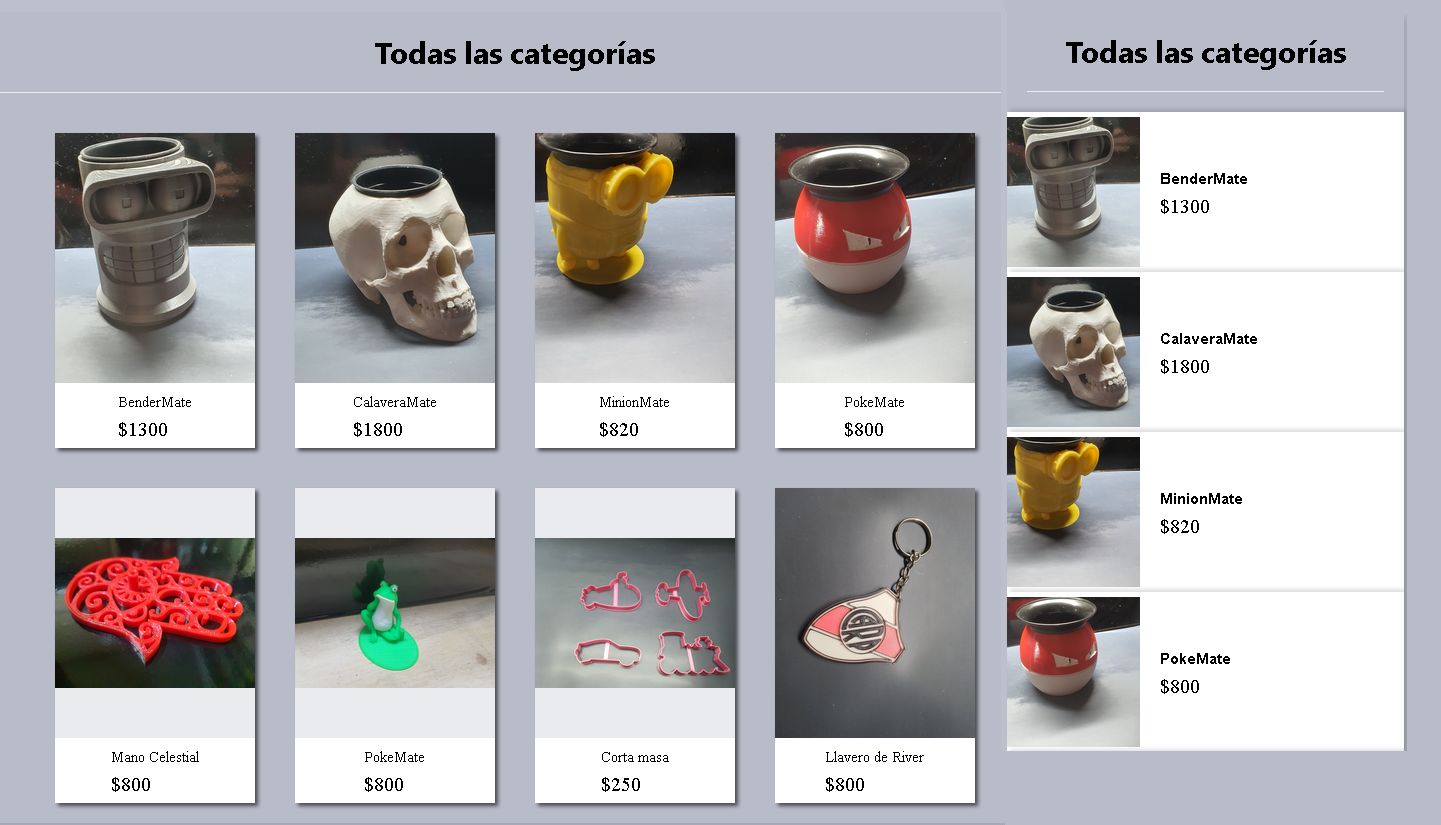 Todas las categorías
BenderMate
$1300
CalaveraMate
$1800
MinionMate
$820
PokeMate
$800
Mano Celestial
$800
PokeMate
$800
Corta masa
$250
Llavero de River
$800
Todas las categorías
BenderMate
$1300
CalaveraMate
$1800
MinionMate
$820
PokeMate
$800